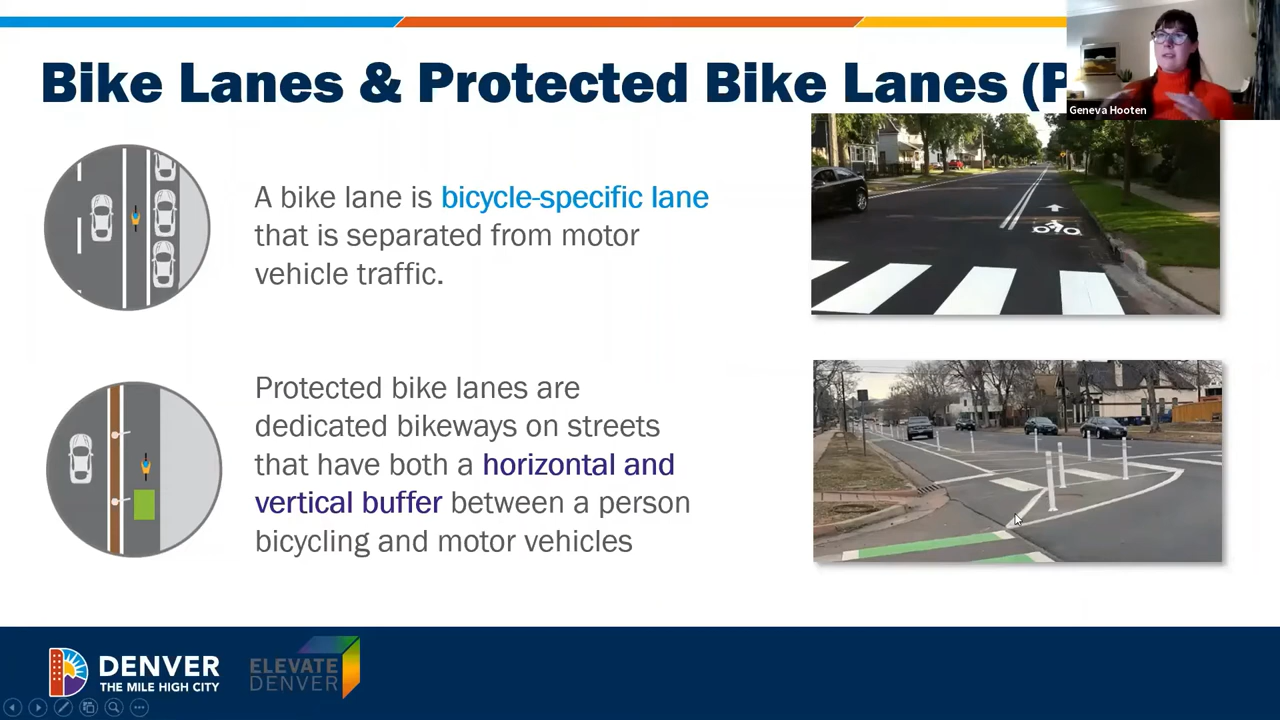 Bike Lanes & Protected Bike Lanes (P
Geneva Hooten
A bike lane is bicycle-specific lane
that is separated from motor
vehicle traffic.
Protected bike lanes are
dedicated bikeways on streets
that have both a horizontal and
vertical buffer between a person
bicycling and motor vehicles
DENVER
THE MILE HIGH CITY
ELEVATE
DENVER